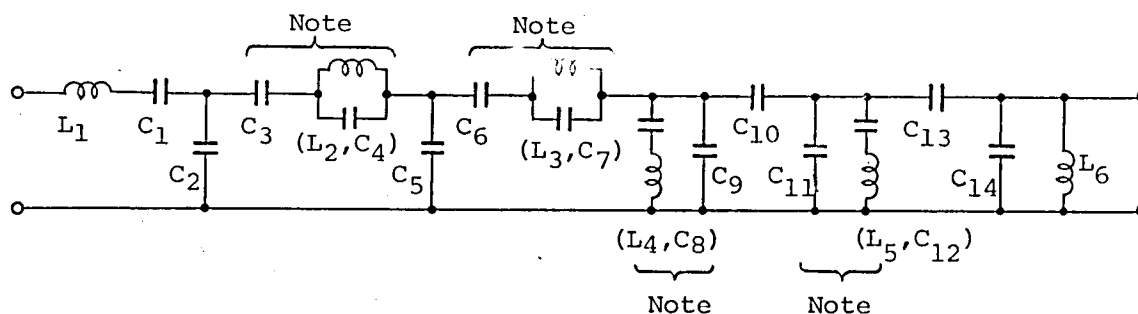 Note
Note
L1
C1
C3
(L2,C4)
C6
(L3,C7)
C10
C13
C2
C5
C9
C11
C14
L6
(L4,C8)
(L5,C12)
Note
Note